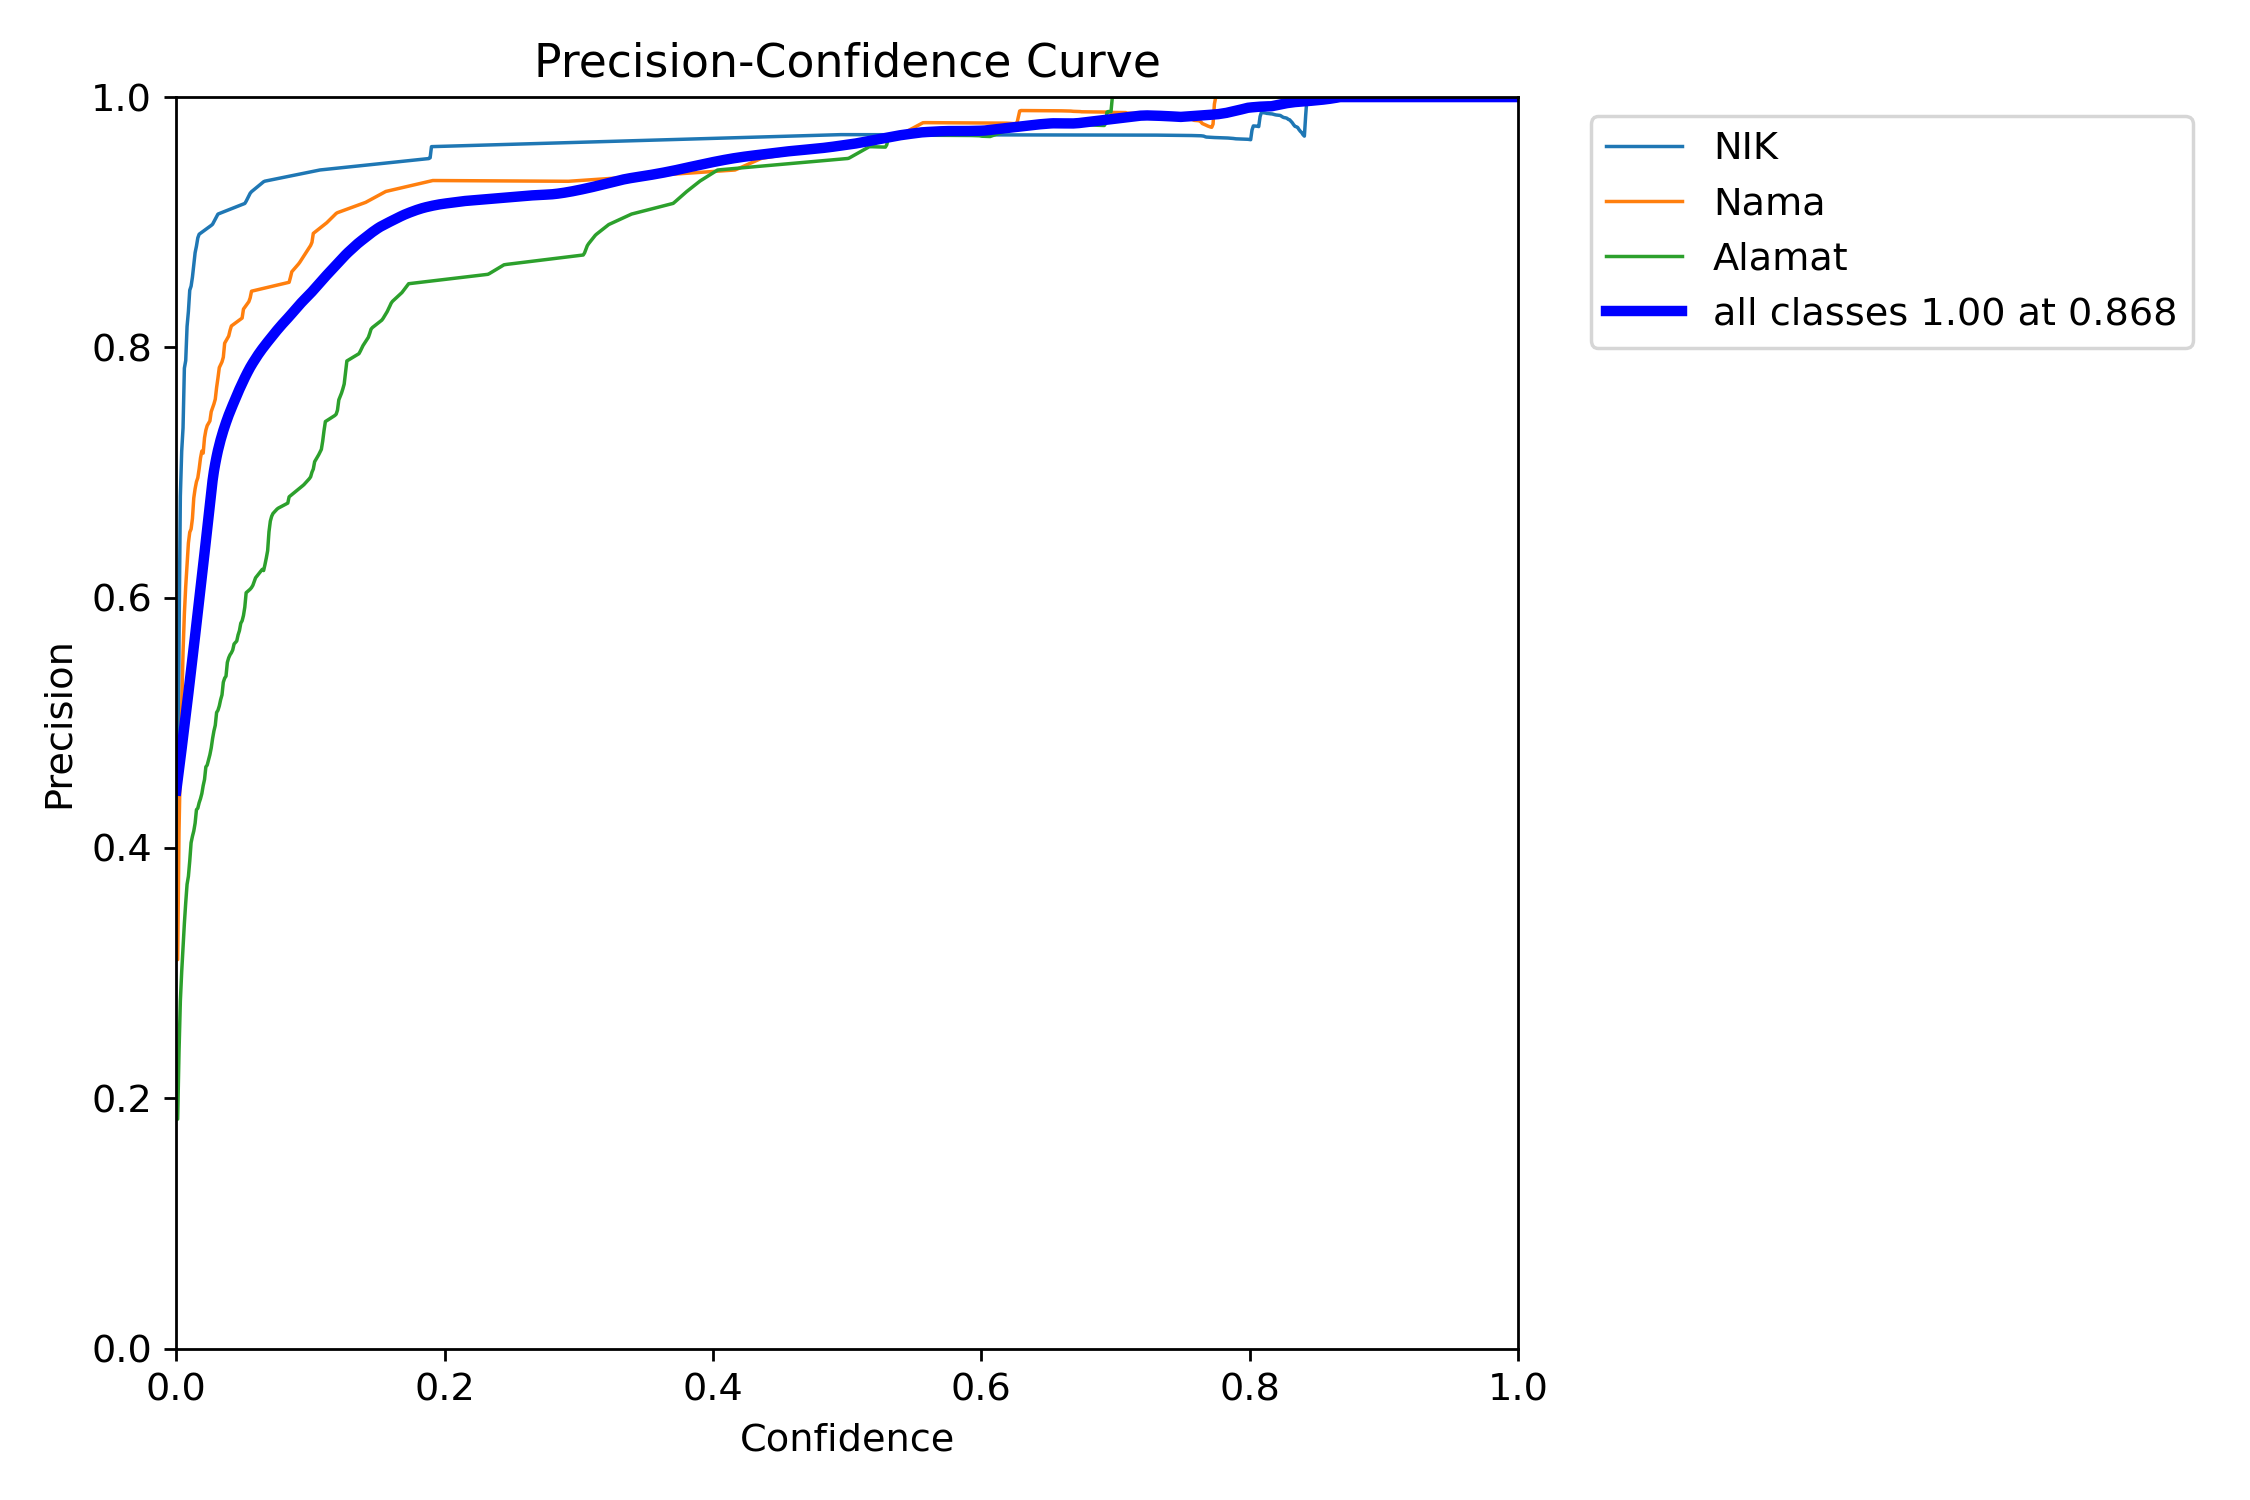 Precision-Confidence Curve
1.0
0.8
0.6
0.4
0.2
0.0
Precision
0.0 0.2 0.4 0.6 0.8 1.0
Confidence
NIK
Nama
Alamat
all classes 1.00 at 0.868